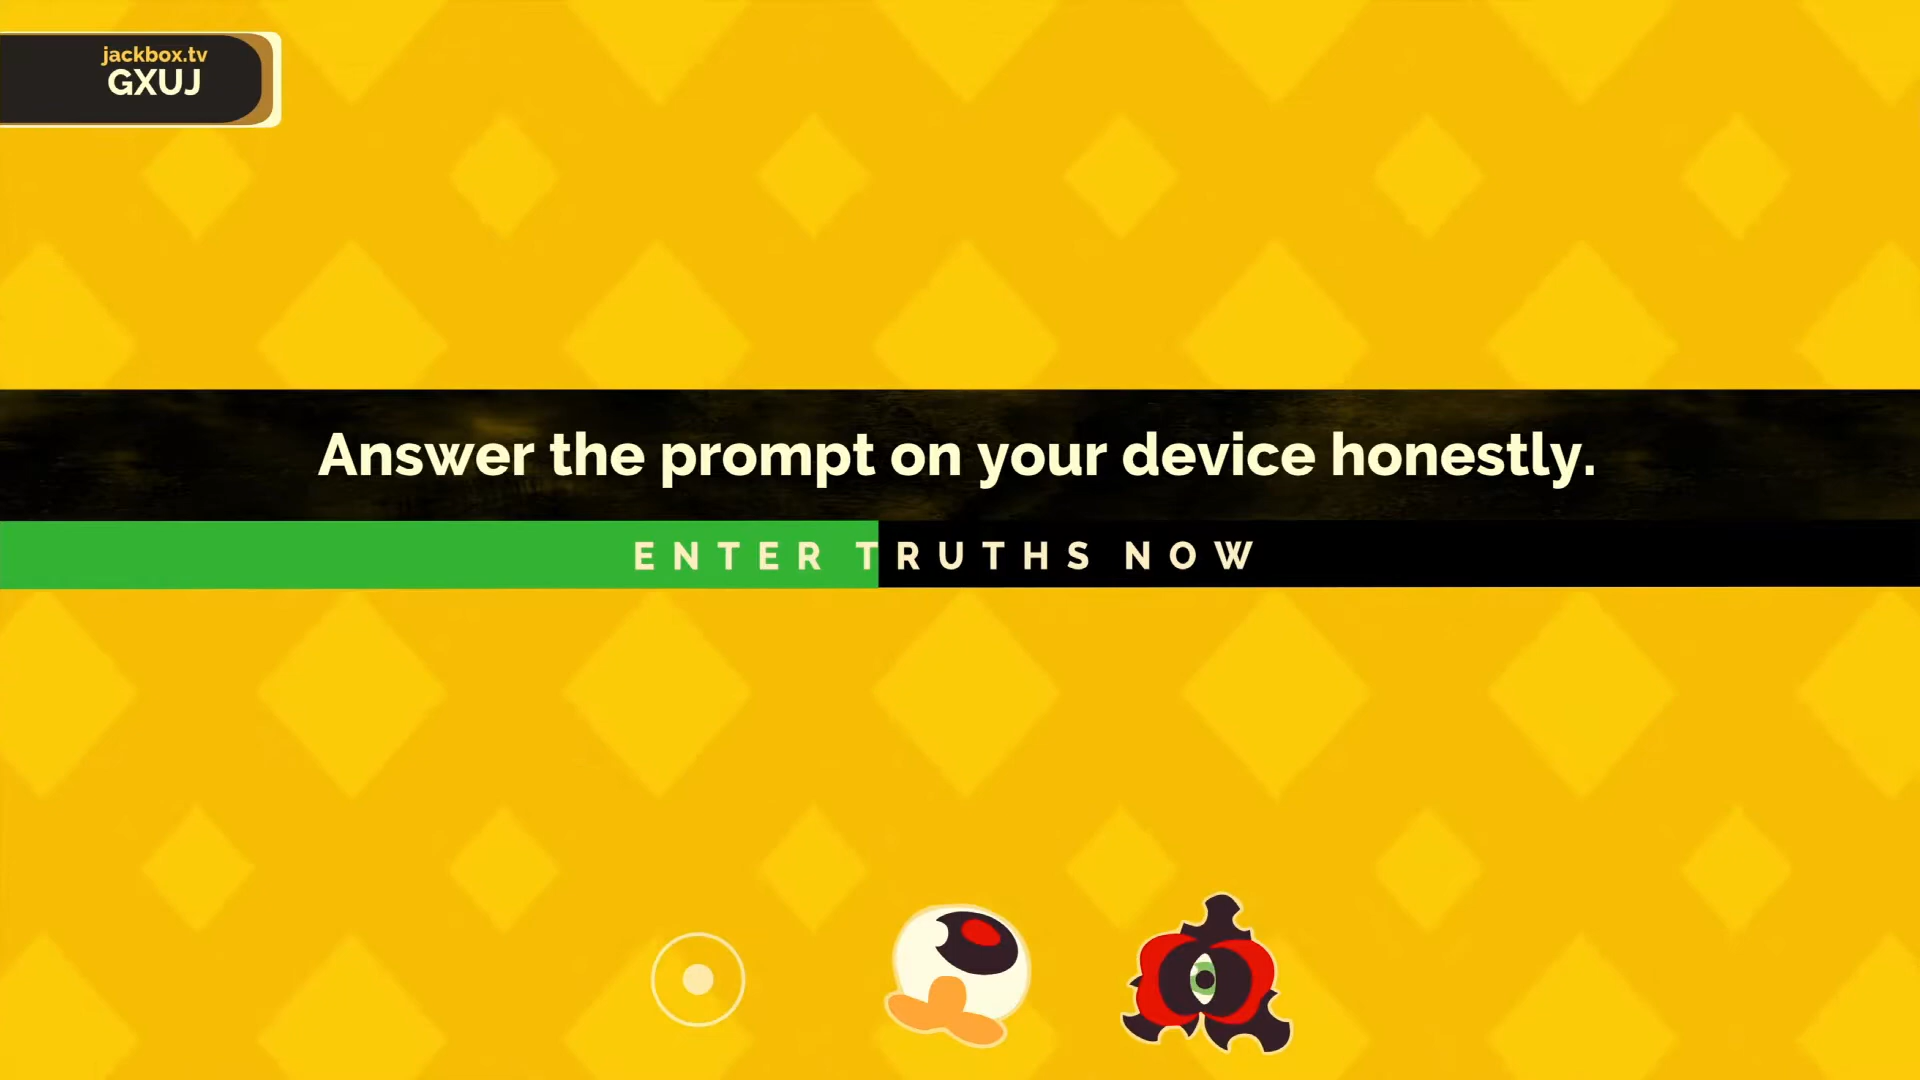 jackbox.tv
GXUJ
Answer the prompt on your device honestly.
ENTER TRUTHS NOW